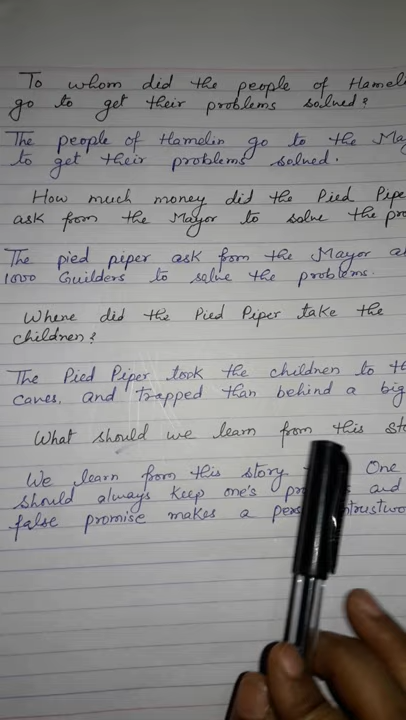 To whom did the people of Hamel
go to get their problems solved?
The people of Hamelin go to the May
to get their problems solved.
How much money did the Pied Pipe
ask from the Mayor to solve the pro
The pied piper ask from the Mayor
1000 Guilders to solve the problems.
Where did the Pied Piper take the
children?
The Pied Piper took the children to
caves, and trapped than behind a big
What should we learn from this sto
We learn from this story One
should always keep one's and
false promise makes a